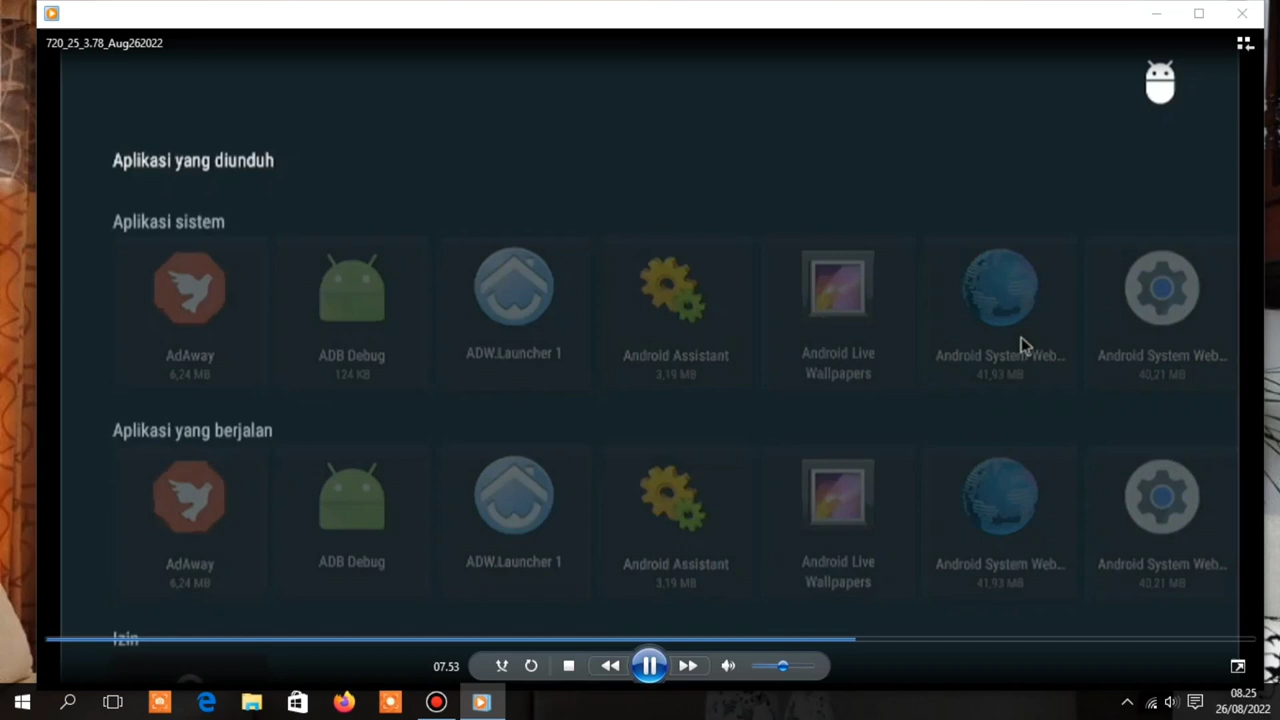 720_25_3.78_Aug262022
Aplikasi yang diunduh
Aplikasi sistem
AdAway
6,24 MB
ADB Debug
124 KB
ADW.Launcher 1
Android Assistant
3,19 MB
Android Live
Wallpapers
Android System Web...
41,93 MB
Android System Web...
40,21 MB
Aplikasi yang berjalan
AdAway
6,24 MB
ADB Debug
ADW.Launcher 1
Android Assistant
3,19 MB
Android Live
Wallpapers
Android System Web...
41,93 MB
Android System Web...
40,21 MB
Izin
07.53
08.25
26/08/2022